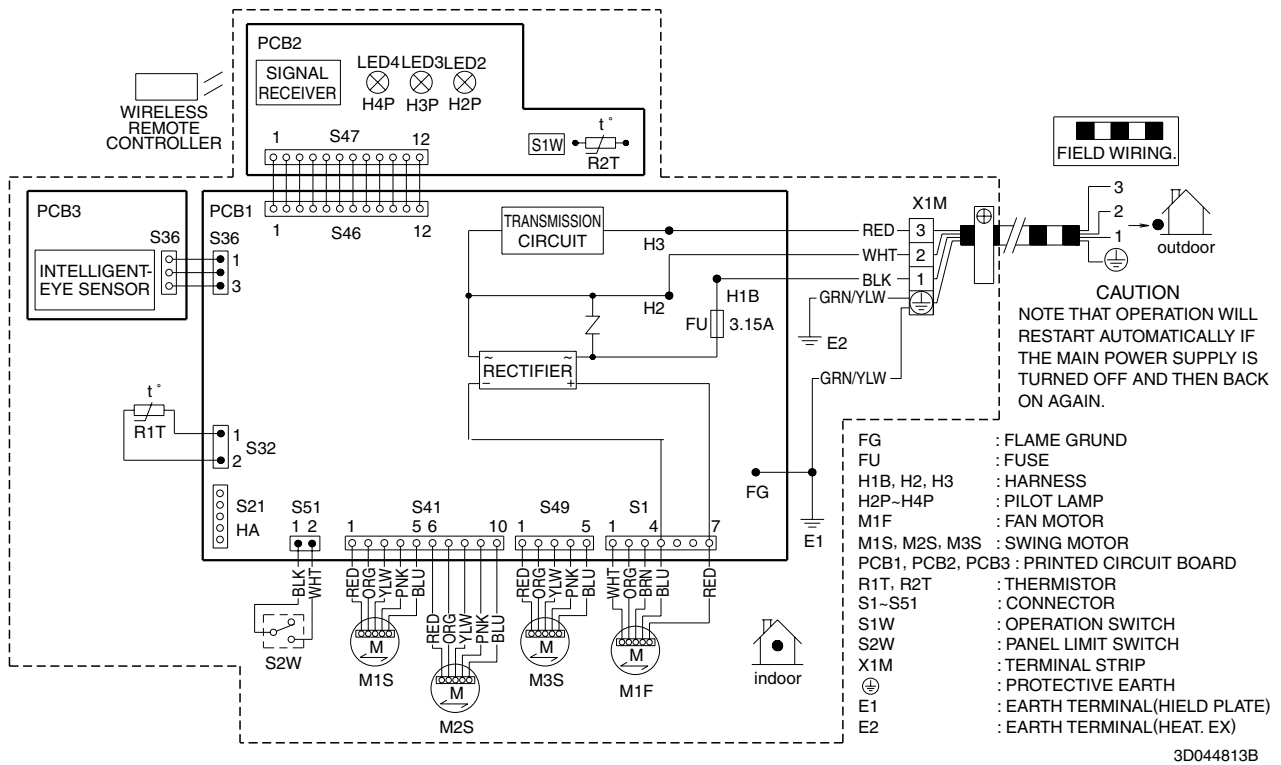 PCB2
SIGNAL
RECEIVER
LED4 LED3 LED2
H4P H3P H2P
WIRELESS
REMOTE
CONTROLLER
1 S47 12
S1W
t°
R2T
FIELD WIRING.
PCB3
S36
INTELLIGENT-
EYE SENSOR
PCB1
S36
1
3
1 S46 12
TRANSMISSION
CIRCUIT
H3
H2
H1B
FU 3.15A
~ ~
RECTIFIER
− +
X1M
RED 3
WHT 2
BLK 1
GRN/YLW
E2
GRN/YLW
3
2
1
outdoor
CAUTION
NOTE THAT OPERATION WILL
RESTART AUTOMATICALLY IF
THE MAIN POWER SUPPLY IS
TURNED OFF AND THEN BACK
ON AGAIN.
t°
R1T
1
2
S32
S21
HA
FG
E1
S51
1 2
S41
1 5 6 10
S49
1 5
S1
1 4 7
BLK
WHT
RED
ORG
YLW
PNK
BLU
RED
ORG
YLW
PNK
BLU
RED
ORG
YLW
PNK
BLU
WHT
ORG
BRN
BLU
RED
S2W
M
M1S
M
M2S
M
M3S
M
M1F
indoor
FG : FLAME GRUND
FU : FUSE
H1B, H2, H3 : HARNESS
H2P~H4P : PILOT LAMP
M1F : FAN MOTOR
M1S, M2S, M3S : SWING MOTOR
PCB1, PCB2, PCB3 : PRINTED CIRCUIT BOARD
R1T, R2T : THERMISTOR
S1~S51 : CONNECTOR
S1W : OPERATION SWITCH
S2W : PANEL LIMIT SWITCH
X1M : TERMINAL STRIP
: PROTECTIVE EARTH
E1 : EARTH TERMINAL(HIELD PLATE)
E2 : EARTH TERMINAL(HEAT. EX)
3D044813B